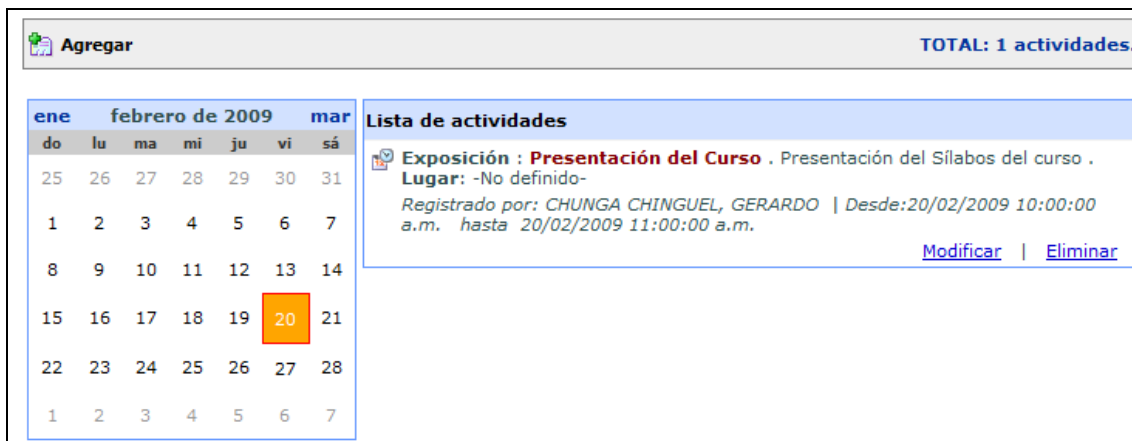 Agregar TOTAL: 1 actividades.
ene febrero de 2009 mar
do lu ma mi ju vi sá
25 26 27 28 29 30 31
1 2 3 4 5 6 7
8 9 10 11 12 13 14
15 16 17 18 19 20 21
22 23 24 25 26 27 28
1 2 3 4 5 6 7
Lista de actividades
Exposición : Presentación del Curso . Presentación del Sílabos del curso .
Lugar: -No definido-
Registrado por: CHUNGA CHINGUEL, GERARDO | Desde:20/02/2009 10:00:00
a.m. hasta 20/02/2009 11:00:00 a.m.
Modificar | Eliminar